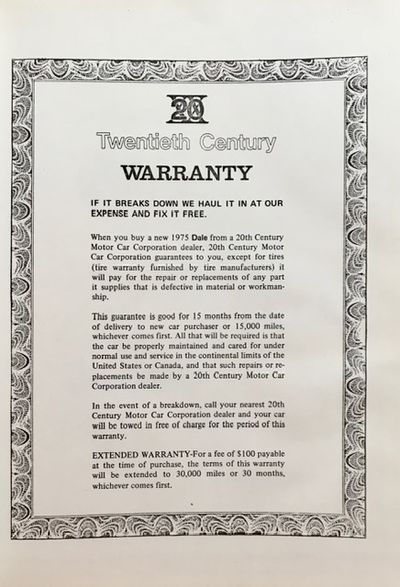 20
Twentieth Century
WARRANTY
IF IT BREAKS DOWN WE HAUL IT IN AT OUR
EXPENSE AND FIX IT FREE.
When you buy a new 1975 Dale from a 20th Century
Motor Car Corporation dealer, 20th Century Motor
Car Corporation guarantees to you, except for tires
(tire warranty furnished by tire manufacturers) it
will pay for the repair or replacements of any part
it supplies that is defective in material or workman-
ship.
This guarantee is good for 15 months from the date
of delivery to new car purchaser or 15,000 miles,
whichever comes first. All that will be required is that
the car be properly maintained and cared for under
normal use and service in the continental limits of the
United States or Canada, and that such repairs or re-
placements be made by a 20th Century Motor Car
Corporation dealer.
In the event of a breakdown, call your nearest 20th
Century Motor Car Corporation dealer and your car
will be towed in free of charge for the period of this
warranty.
EXTENDED WARRANTY-For a fee of $100 payable
at the time of purchase, the terms of this warranty
will be extended to 30,000 miles or 30 months,
whichever comes first.